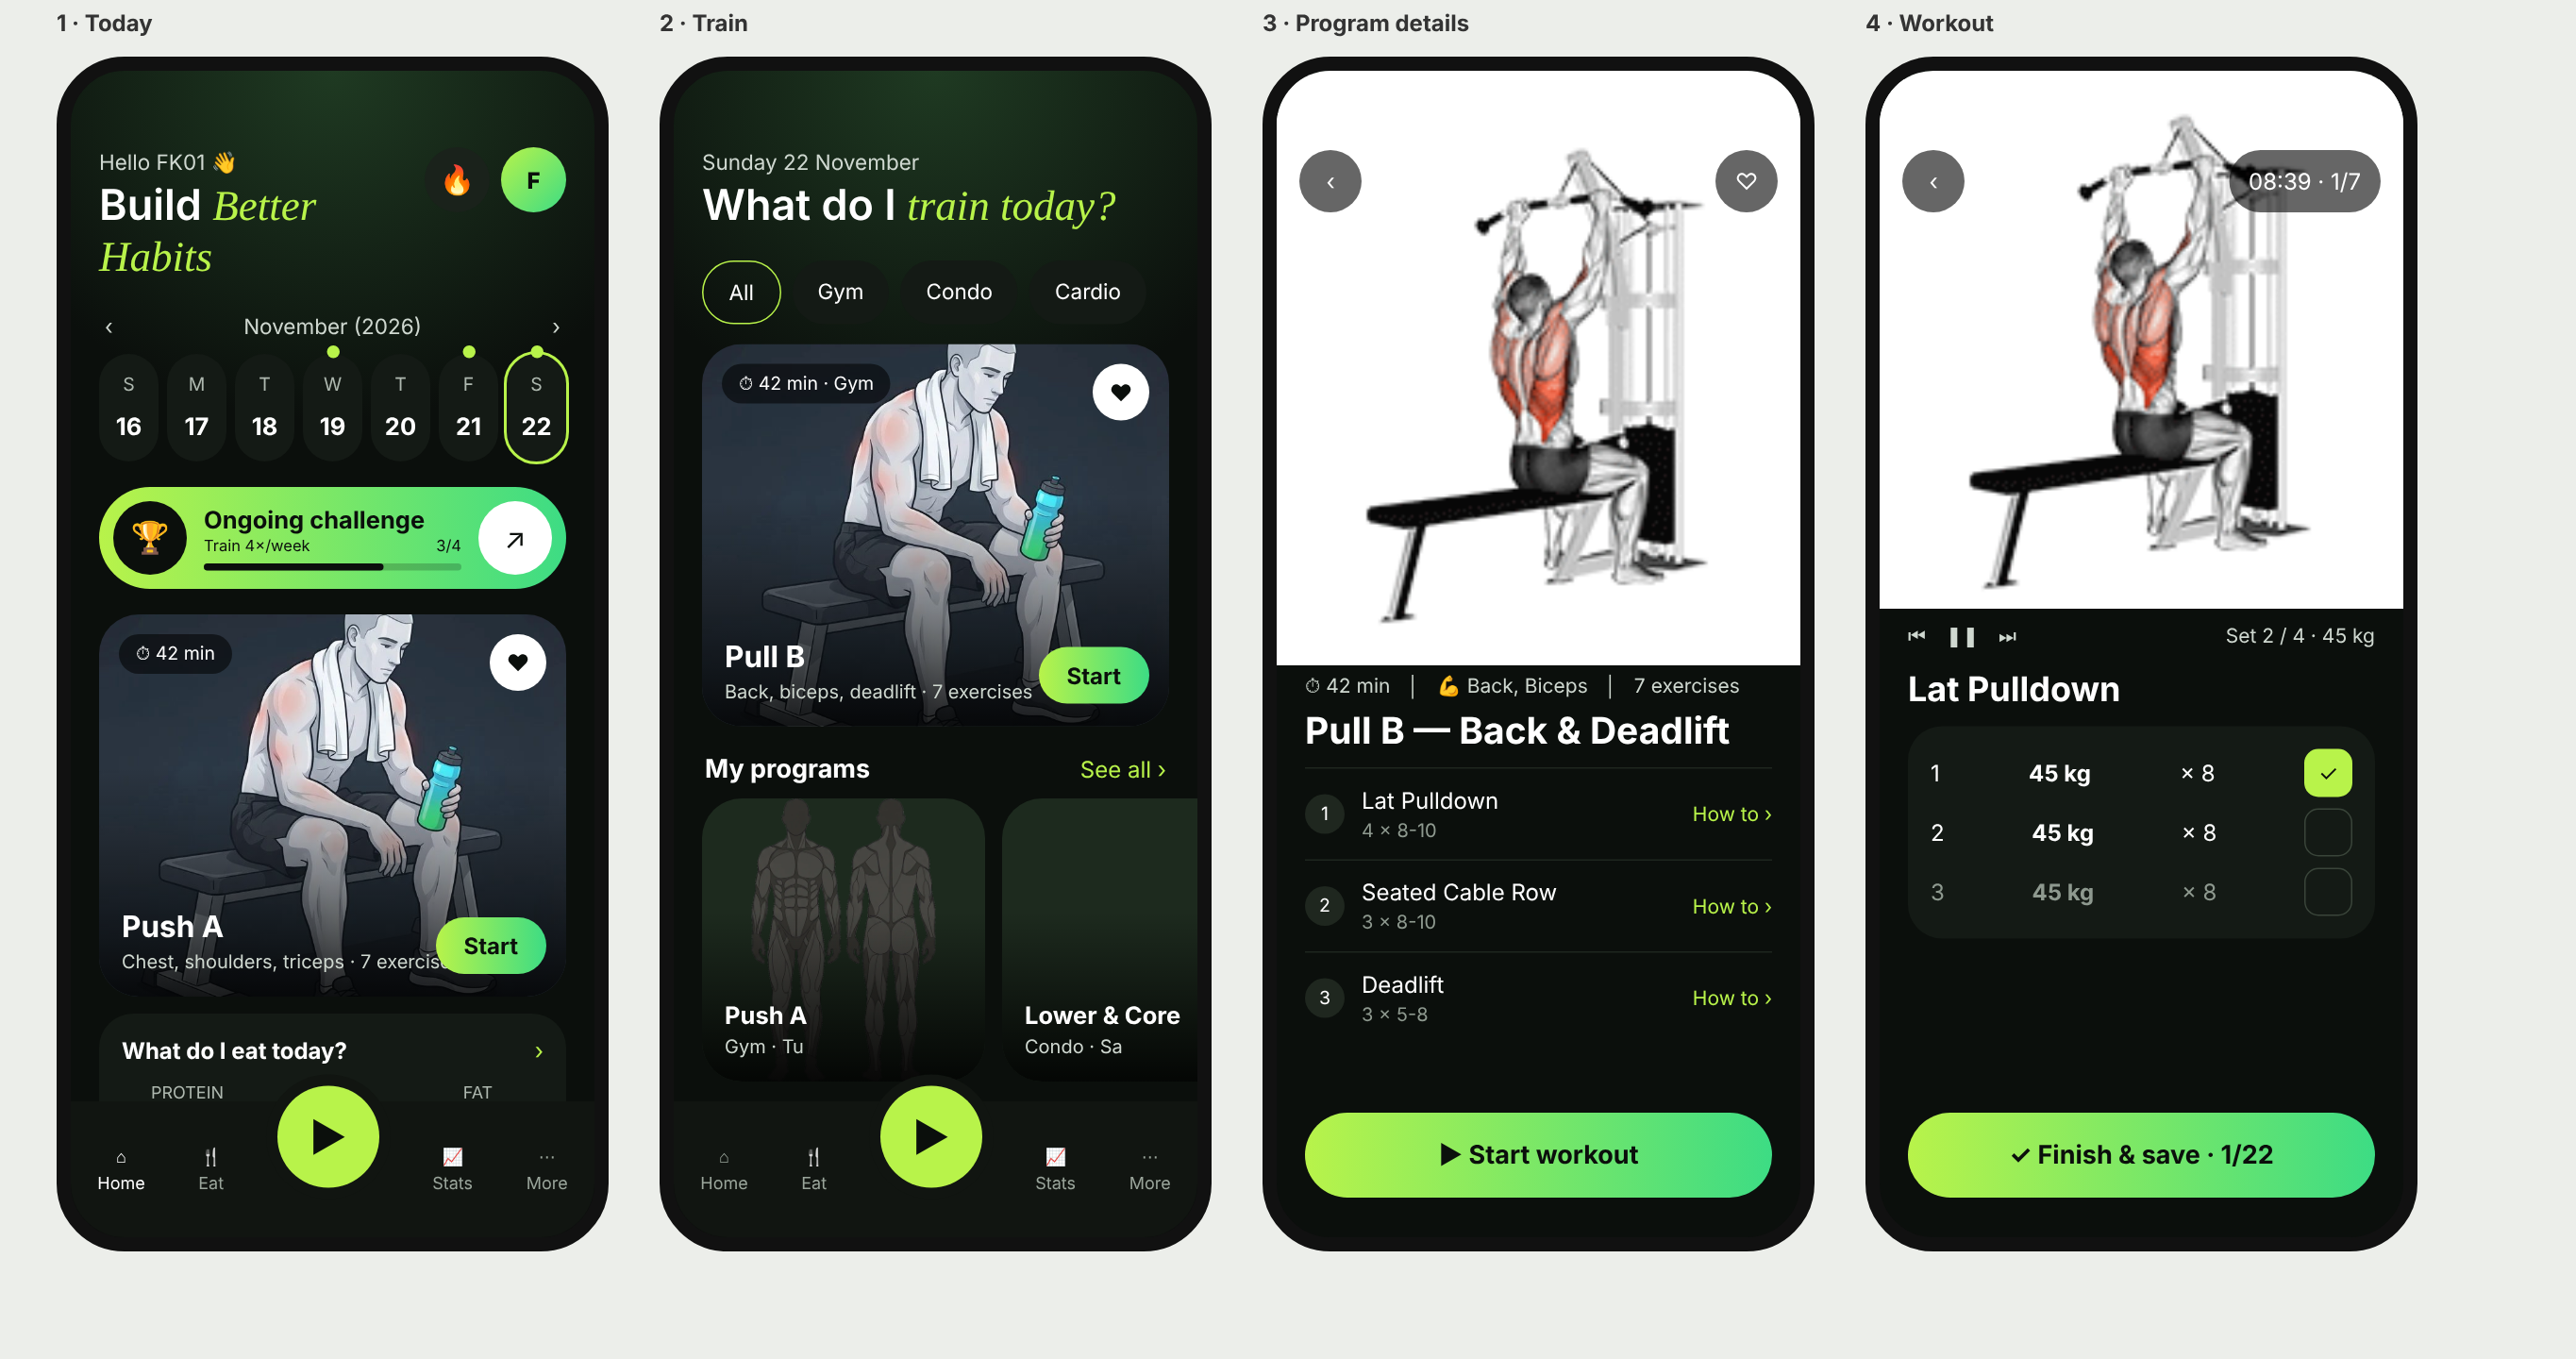 1 · Today
Hello FK01 👋
Build Better
Habits
F
‹ November (2026) ›
S M T W T F S
16 17 18 19 20 21 22
Ongoing challenge
Train 4×/week 3/4
⏱ 42 min
Push A
Chest, shoulders, triceps · 7 exercis
Start
What do I eat today? ›
PROTEIN FAT
Home Eat Stats More
2 · Train
Sunday 22 November
What do I train today?
All Gym Condo Cardio
⏱ 42 min · Gym
Pull B
Back, biceps, deadlift · 7 exercises
Start
My programs See all ›
Push A
Gym · Tu
Lower & Core
Condo · Sa
Home Eat Stats More
3 · Program details
⏱ 42 min | 💪 Back, Biceps | 7 exercises
Pull B — Back & Deadlift
1 Lat Pulldown How to ›
4 × 8-10
2 Seated Cable Row How to ›
3 × 8-10
3 Deadlift How to ›
3 × 5-8
▶ Start workout
4 · Workout
08:39 · 1/7
Set 2 / 4 · 45 kg
Lat Pulldown
1 45 kg × 8 ✓
2 45 kg × 8
3 45 kg × 8
✓ Finish & save · 1/22